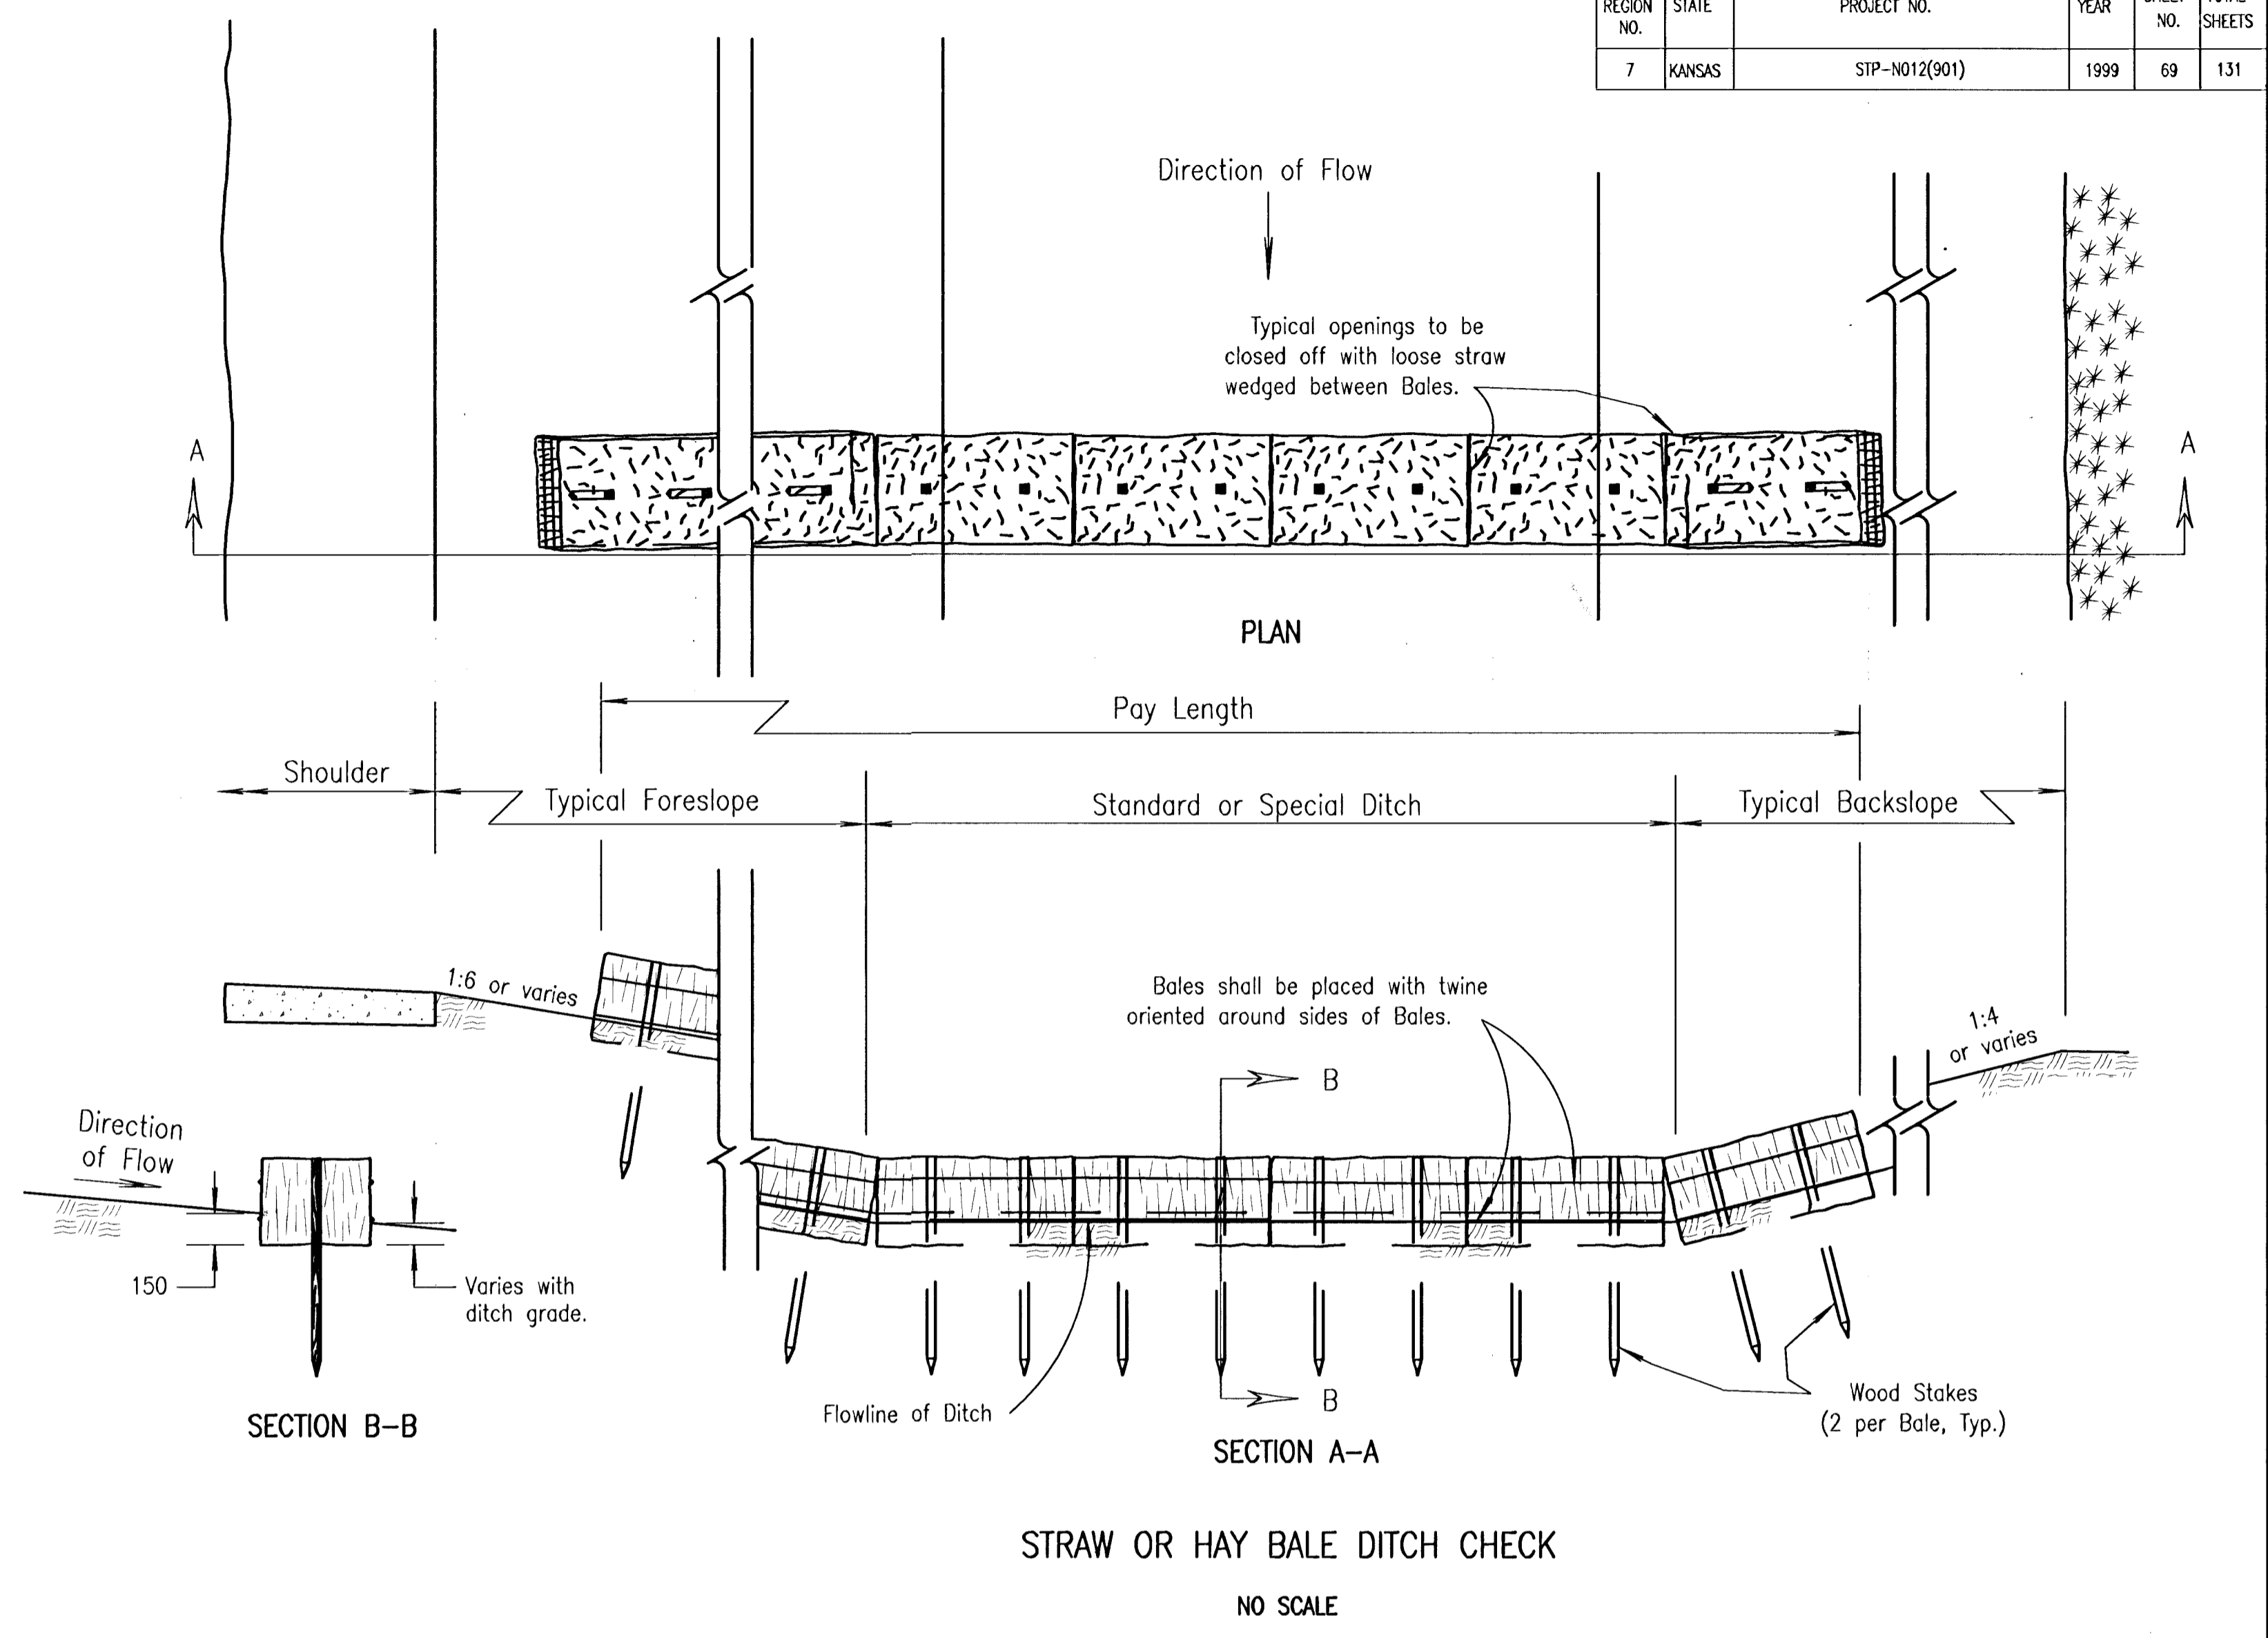 REGION
NO.
STATE
PROJECT NO.
YEAR
NO.
SHEETS
7
KANSAS
STP-N012(901)
1999
69
131
Direction of Flow
Typical openings to be
closed off with loose straw
wedged between Bales.
A
A
PLAN
Pay Length
Shoulder
Typical Foreslope
Standard or Special Ditch
Typical Backslope
1:6 or varies
Bales shall be placed with twine
oriented around sides of Bales.
1:4
or varies
B
Direction
of Flow
150
Varies with
ditch grade.
Flowline of Ditch
B
Wood Stakes
(2 per Bale, Typ.)
SECTION B-B
SECTION A-A
STRAW OR HAY BALE DITCH CHECK
NO SCALE